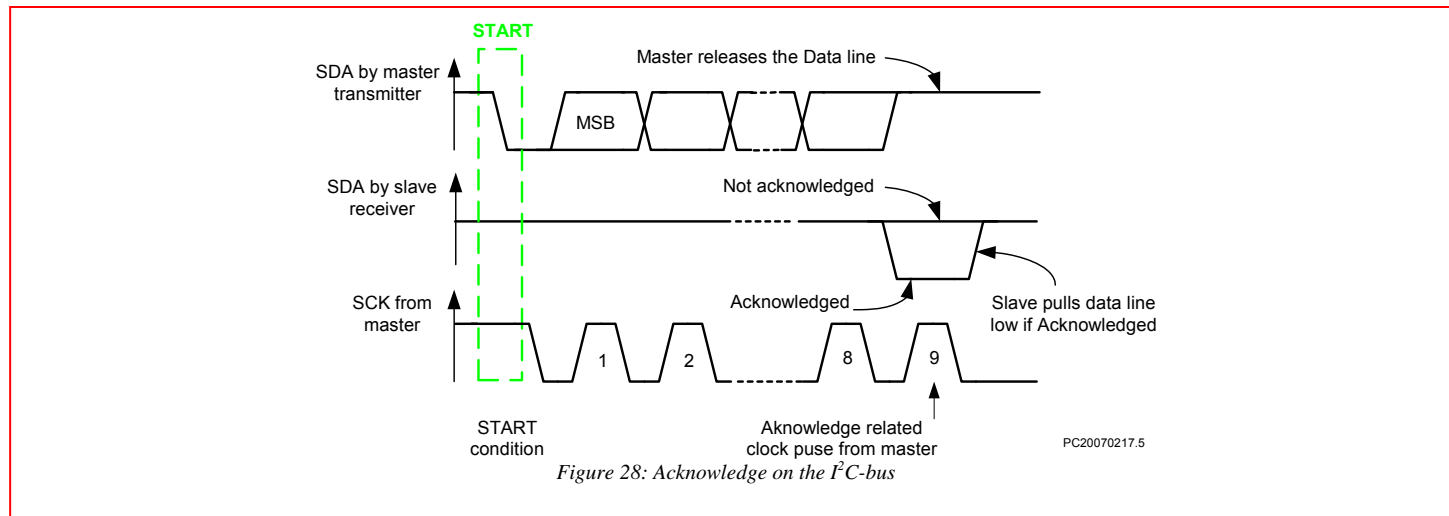 START
Master releases the Data line
SDA by master
transmitter
MSB
SDA by slave
receiver
Not acknowledged
Acknowledged
Slave pulls data line
low if Acknowledged
SCK from
master
1
2
8
9
START
condition
Aknowledge related
clock puse from master
PC20070217.5
Figure 28: Acknowledge on the I²C-bus